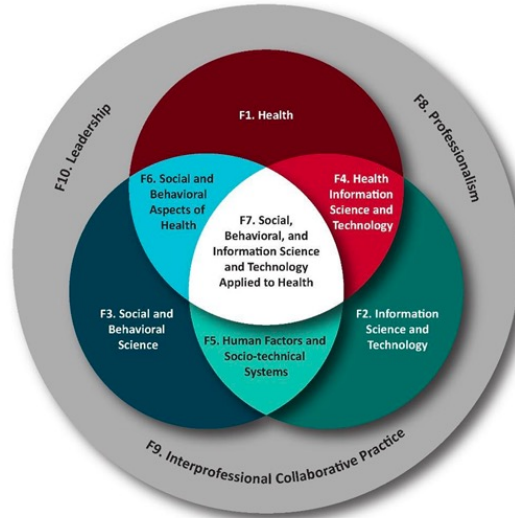 F1. Health
F10. Leadership
F8. Professionalism
F6. Social and
Behavioral
Aspects of
Health
F4. Health
Information
Science and
Technology
F7. Social,
Behavioral, and
Information Science
and Technology
Applied to Health
F3. Social and
Behavioral
Science
F2. Information
Science and
Technology
F5. Human Factors and
Socio-technical
Systems
F9. Interprofessional Collaborative Practice